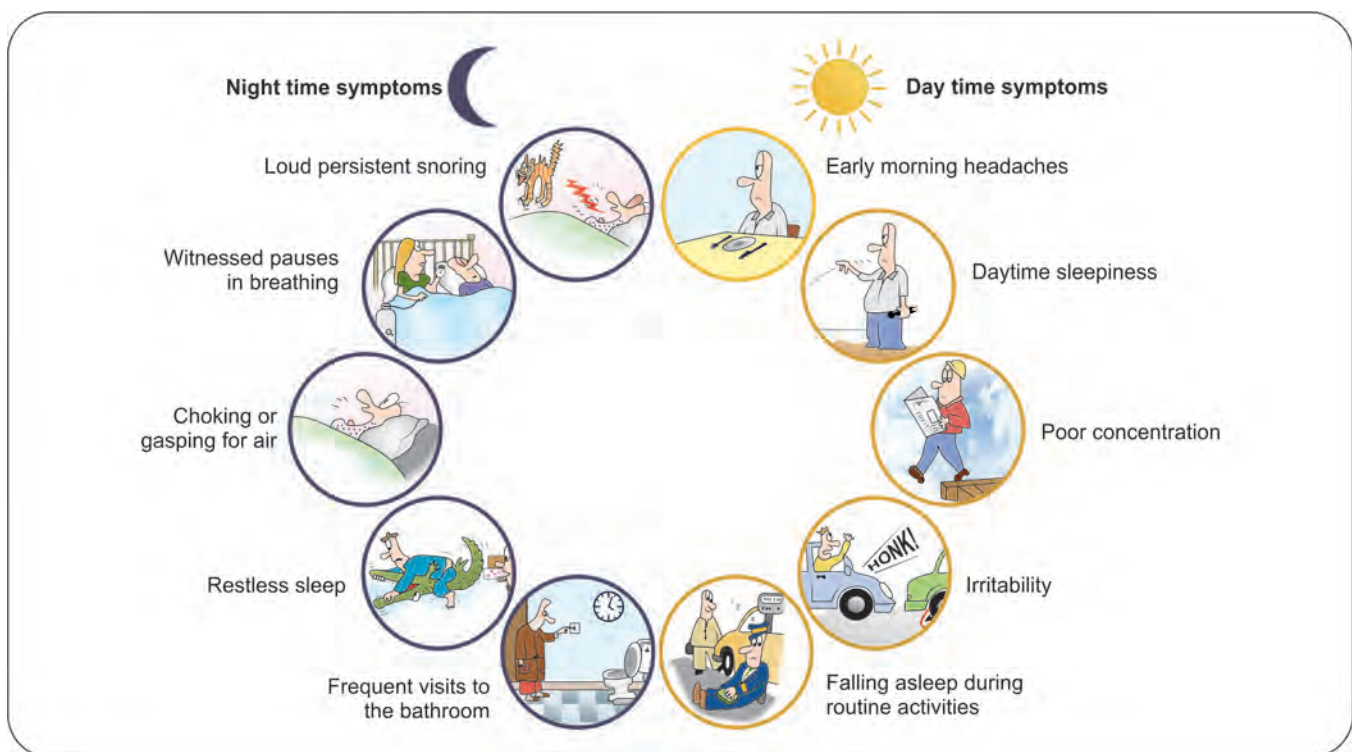 Night time symptoms
Day time symptoms
Loud persistent snoring
Early morning headaches
Witnessed pauses
in breathing
Daytime sleepiness
Choking or
gasping for air
Poor concentration
HONK!
Restless sleep
Irritability
Frequent visits to
the bathroom
Falling asleep during
routine activities